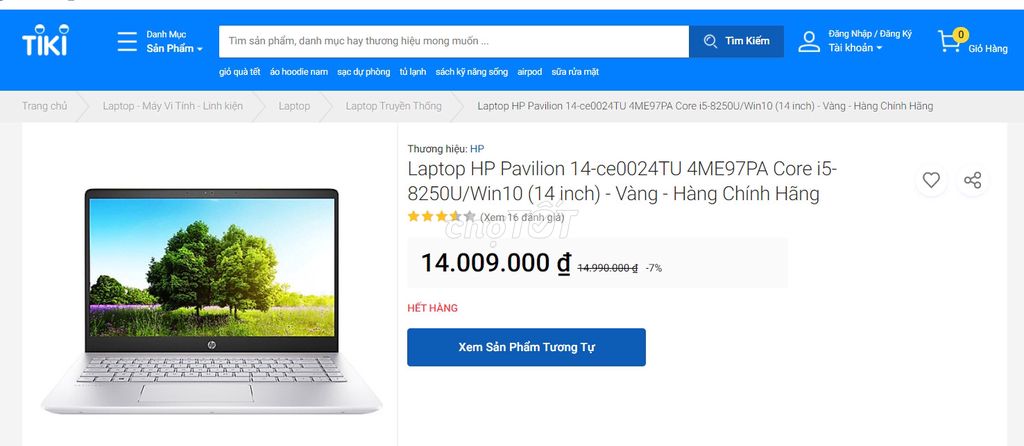 TIKI
Danh Mục
Sản Phẩm
Tìm sản phẩm, danh mục hay thương hiệu mong muốn ...
Tìm Kiếm
Đăng Nhập / Đăng Ký
Tài khoản
0
Giỏ Hàng
giỏ quạt tết áo hoodie nam sạc dự phòng tủ lạnh sách kỹ năng sống airpod sữa rửa mặt
Trang chủ
Laptop - Máy Vi Tính - Linh kiện
Laptop
Laptop Truyền Thống
Laptop HP Pavilion 14-ce0024TU 4ME97PA Core i5-8250U/Win10 (14 inch) - Vàng - Hàng Chính Hãng
Thương hiệu: HP
Laptop HP Pavilion 14-ce0024TU 4ME97PA Core i5-
8250U/Win10 (14 inch) - Vàng - Hàng Chính Hãng
(Xem 16 đánh giá)
chợTỐT
14.009.000 ₫ 14.990.000 ₫ -7%
HẾT HÀNG
Xem Sản Phẩm Tương Tự
hp